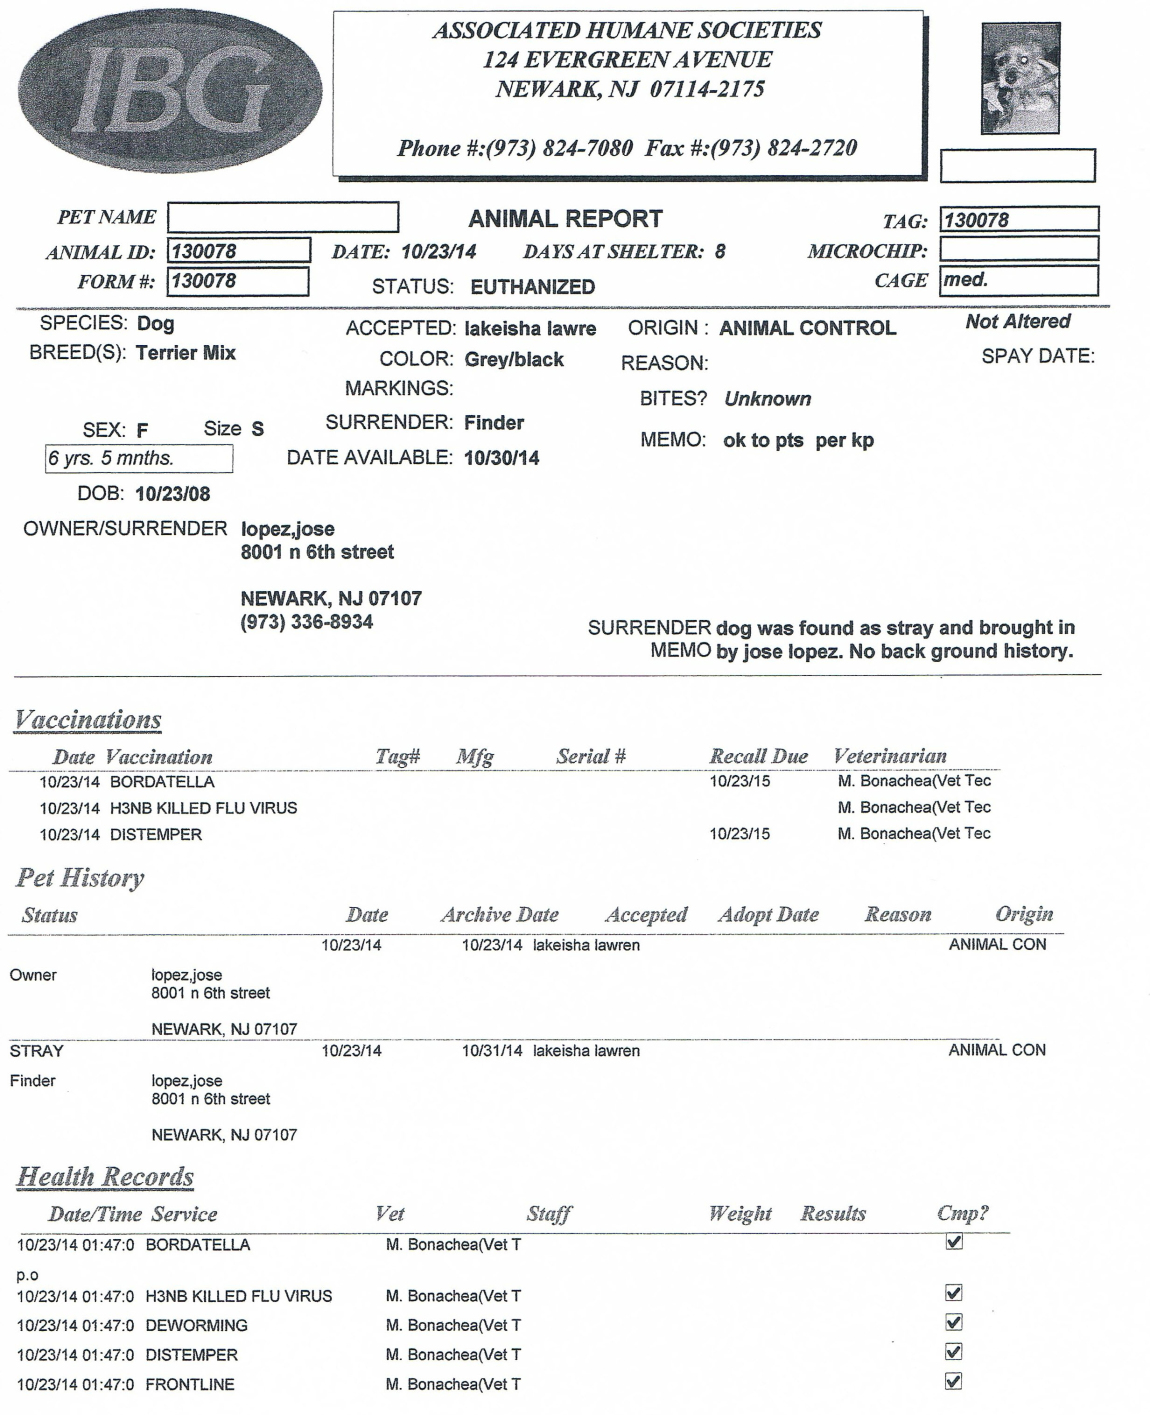 IBG
ASSOCIATED HUMANE SOCIETIES
124 EVERGREEN AVENUE
NEWARK, NJ 07114-2175
Phone #:(973) 824-7080 Fax #:(973) 824-2720
PET NAME
ANIMAL REPORT
TAG: 130078
ANIMAL ID: 130078 DATE: 10/23/14 DAYS AT SHELTER: 8 MICROCHIP:
FORM #: 130078 STATUS: EUTHANIZED CAGE med.
SPECIES: Dog ACCEPTED: lakeisha lawre ORIGIN : ANIMAL CONTROL Not Altered
BREED(S): Terrier Mix COLOR: Grey/black REASON: SPAY DATE:
MARKINGS: BITES? Unknown
SEX: F Size S SURRENDER: Finder MEMO: ok to pts per kp
6 yrs. 5 mnths. DATE AVAILABLE: 10/30/14
DOB: 10/23/08
OWNER/SURRENDER lopez,jose
8001 n 6th street
NEWARK, NJ 07107
(973) 336-8934
SURRENDER dog was found as stray and brought in
MEMO by jose lopez. No back ground history.
Vaccinations
Date Vaccination Tag# Mfg Serial # Recall Due Veterinarian
10/23/14 BORDATELLA 10/23/15 M. Bonachea(Vet Tec
10/23/14 H3NB KILLED FLU VIRUS M. Bonachea(Vet Tec
10/23/14 DISTEMPER 10/23/15 M. Bonachea(Vet Tec
Pet History
Status Date Archive Date Accepted Adopt Date Reason Origin
10/23/14 10/23/14 lakeisha lawren ANIMAL CON
Owner lopez,jose
8001 n 6th street
NEWARK, NJ 07107
STRAY 10/23/14 10/31/14 lakeisha lawren ANIMAL CON
Finder lopez,jose
8001 n 6th street
NEWARK, NJ 07107
Health Records
Date/Time Service Vet Staff Weight Results Cmp?
10/23/14 01:47:0 BORDATELLA M. Bonachea(Vet T
p.o
10/23/14 01:47:0 H3NB KILLED FLU VIRUS M. Bonachea(Vet T
10/23/14 01:47:0 DEWORMING M. Bonachea(Vet T
10/23/14 01:47:0 DISTEMPER M. Bonachea(Vet T
10/23/14 01:47:0 FRONTLINE M. Bonachea(Vet T